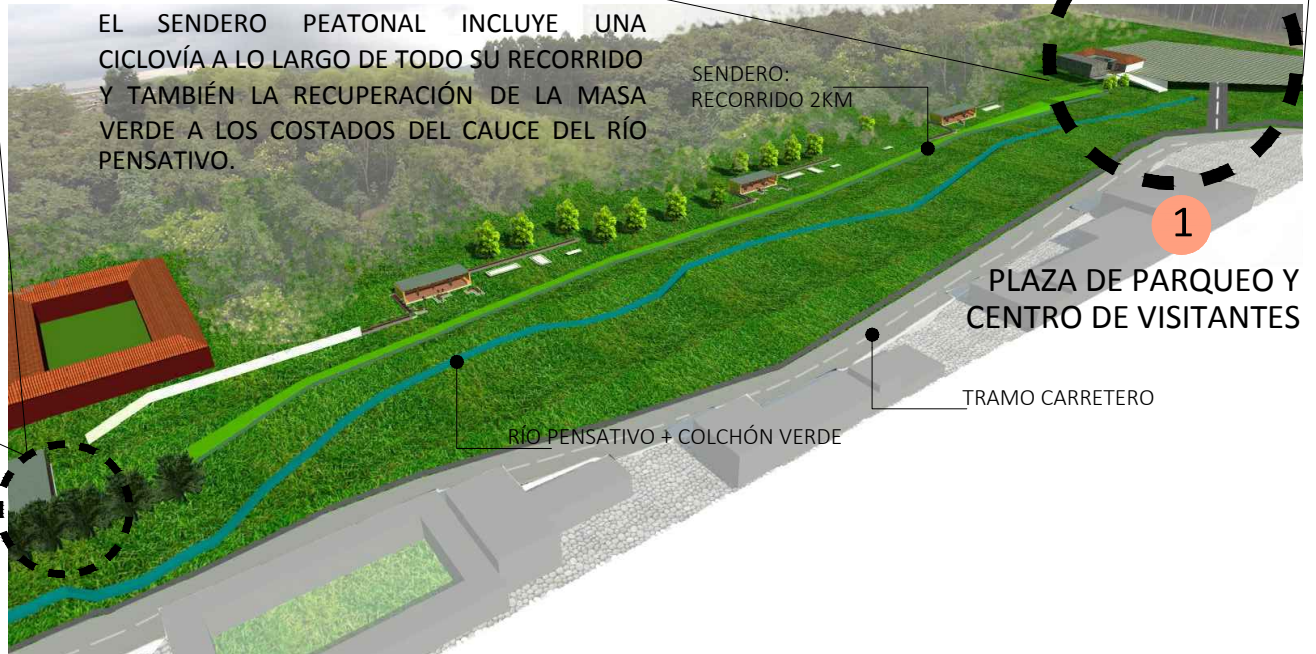 EL SENDERO PEATONAL INCLUYE UNA
CICLOVÍA A LO LARGO DE TODO SU RECORRIDO
Y TAMBIÉN LA RECUPERACIÓN DE LA MASA
VERDE A LOS COSTADOS DEL CAUCE DEL RÍO
PENSATIVO.
SENDERO:
RECORRIDO 2KM
1
PLAZA DE PARQUEO Y
CENTRO DE VISITANTES
TRAMO CARRETERO
RÍO PENSATIVO + COLCHÓN VERDE